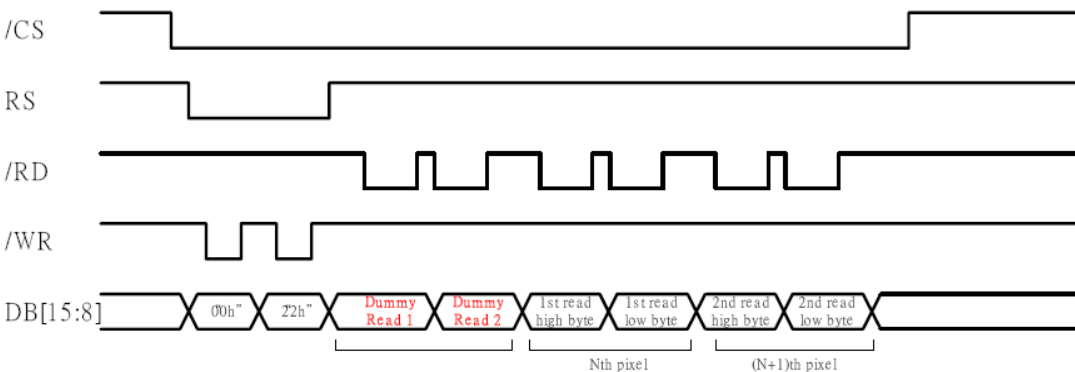 /CS
RS
/RD
/WR
DB[15:8]
"00h"
"22h"
Dummy
Read 1
Dummy
Read 2
1st read
high byte
1st read
low byte
2nd read
high byte
2nd read
low byte
Nth pixel
(N+1)th pixel